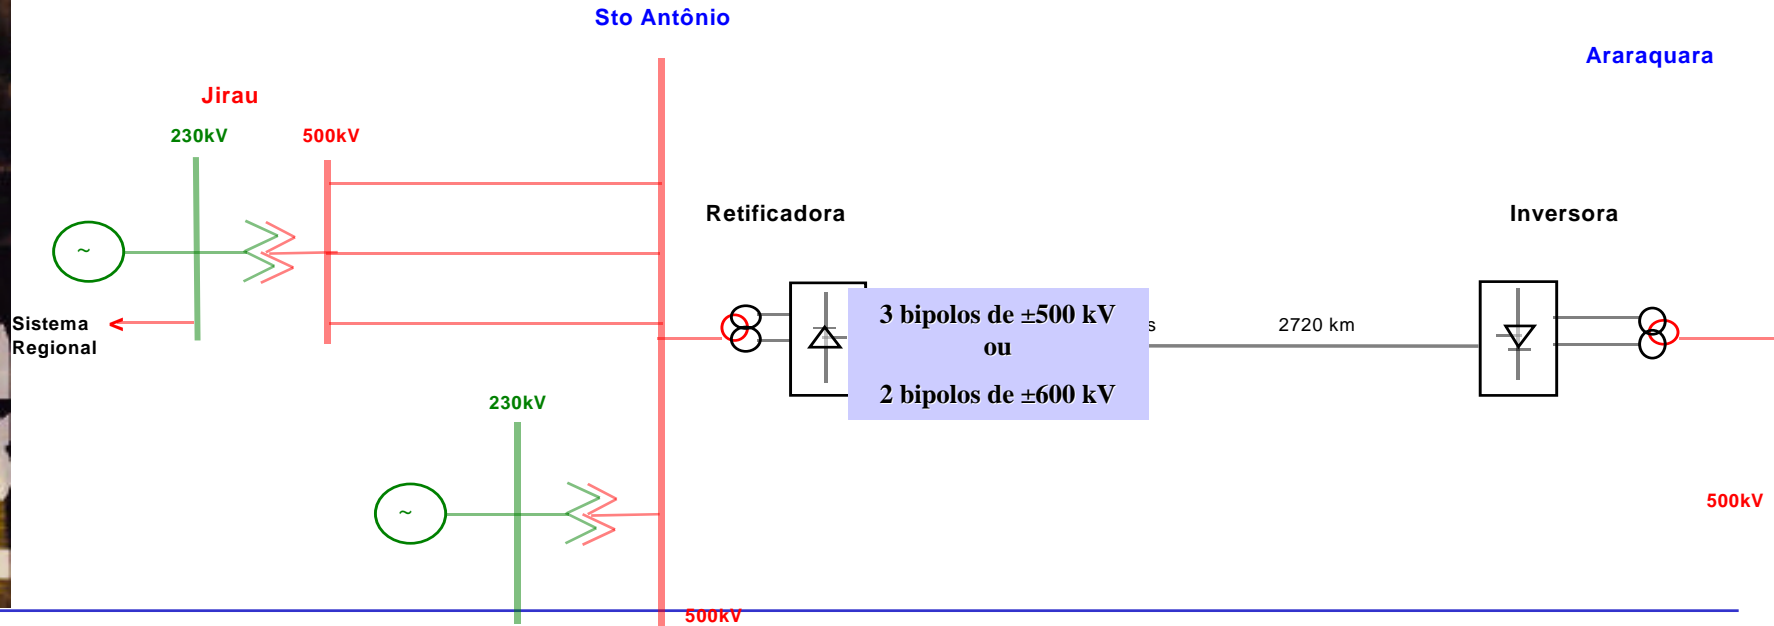 Sto Antônio
Araraquara
Jirau
230kV
500kV
Retificadora
Inversora
~
Sistema
Regional
3 bipolos de ±500 kV
ou
2 bipolos de ±600 kV
s
2720 km
230kV
~
500kV
500kV